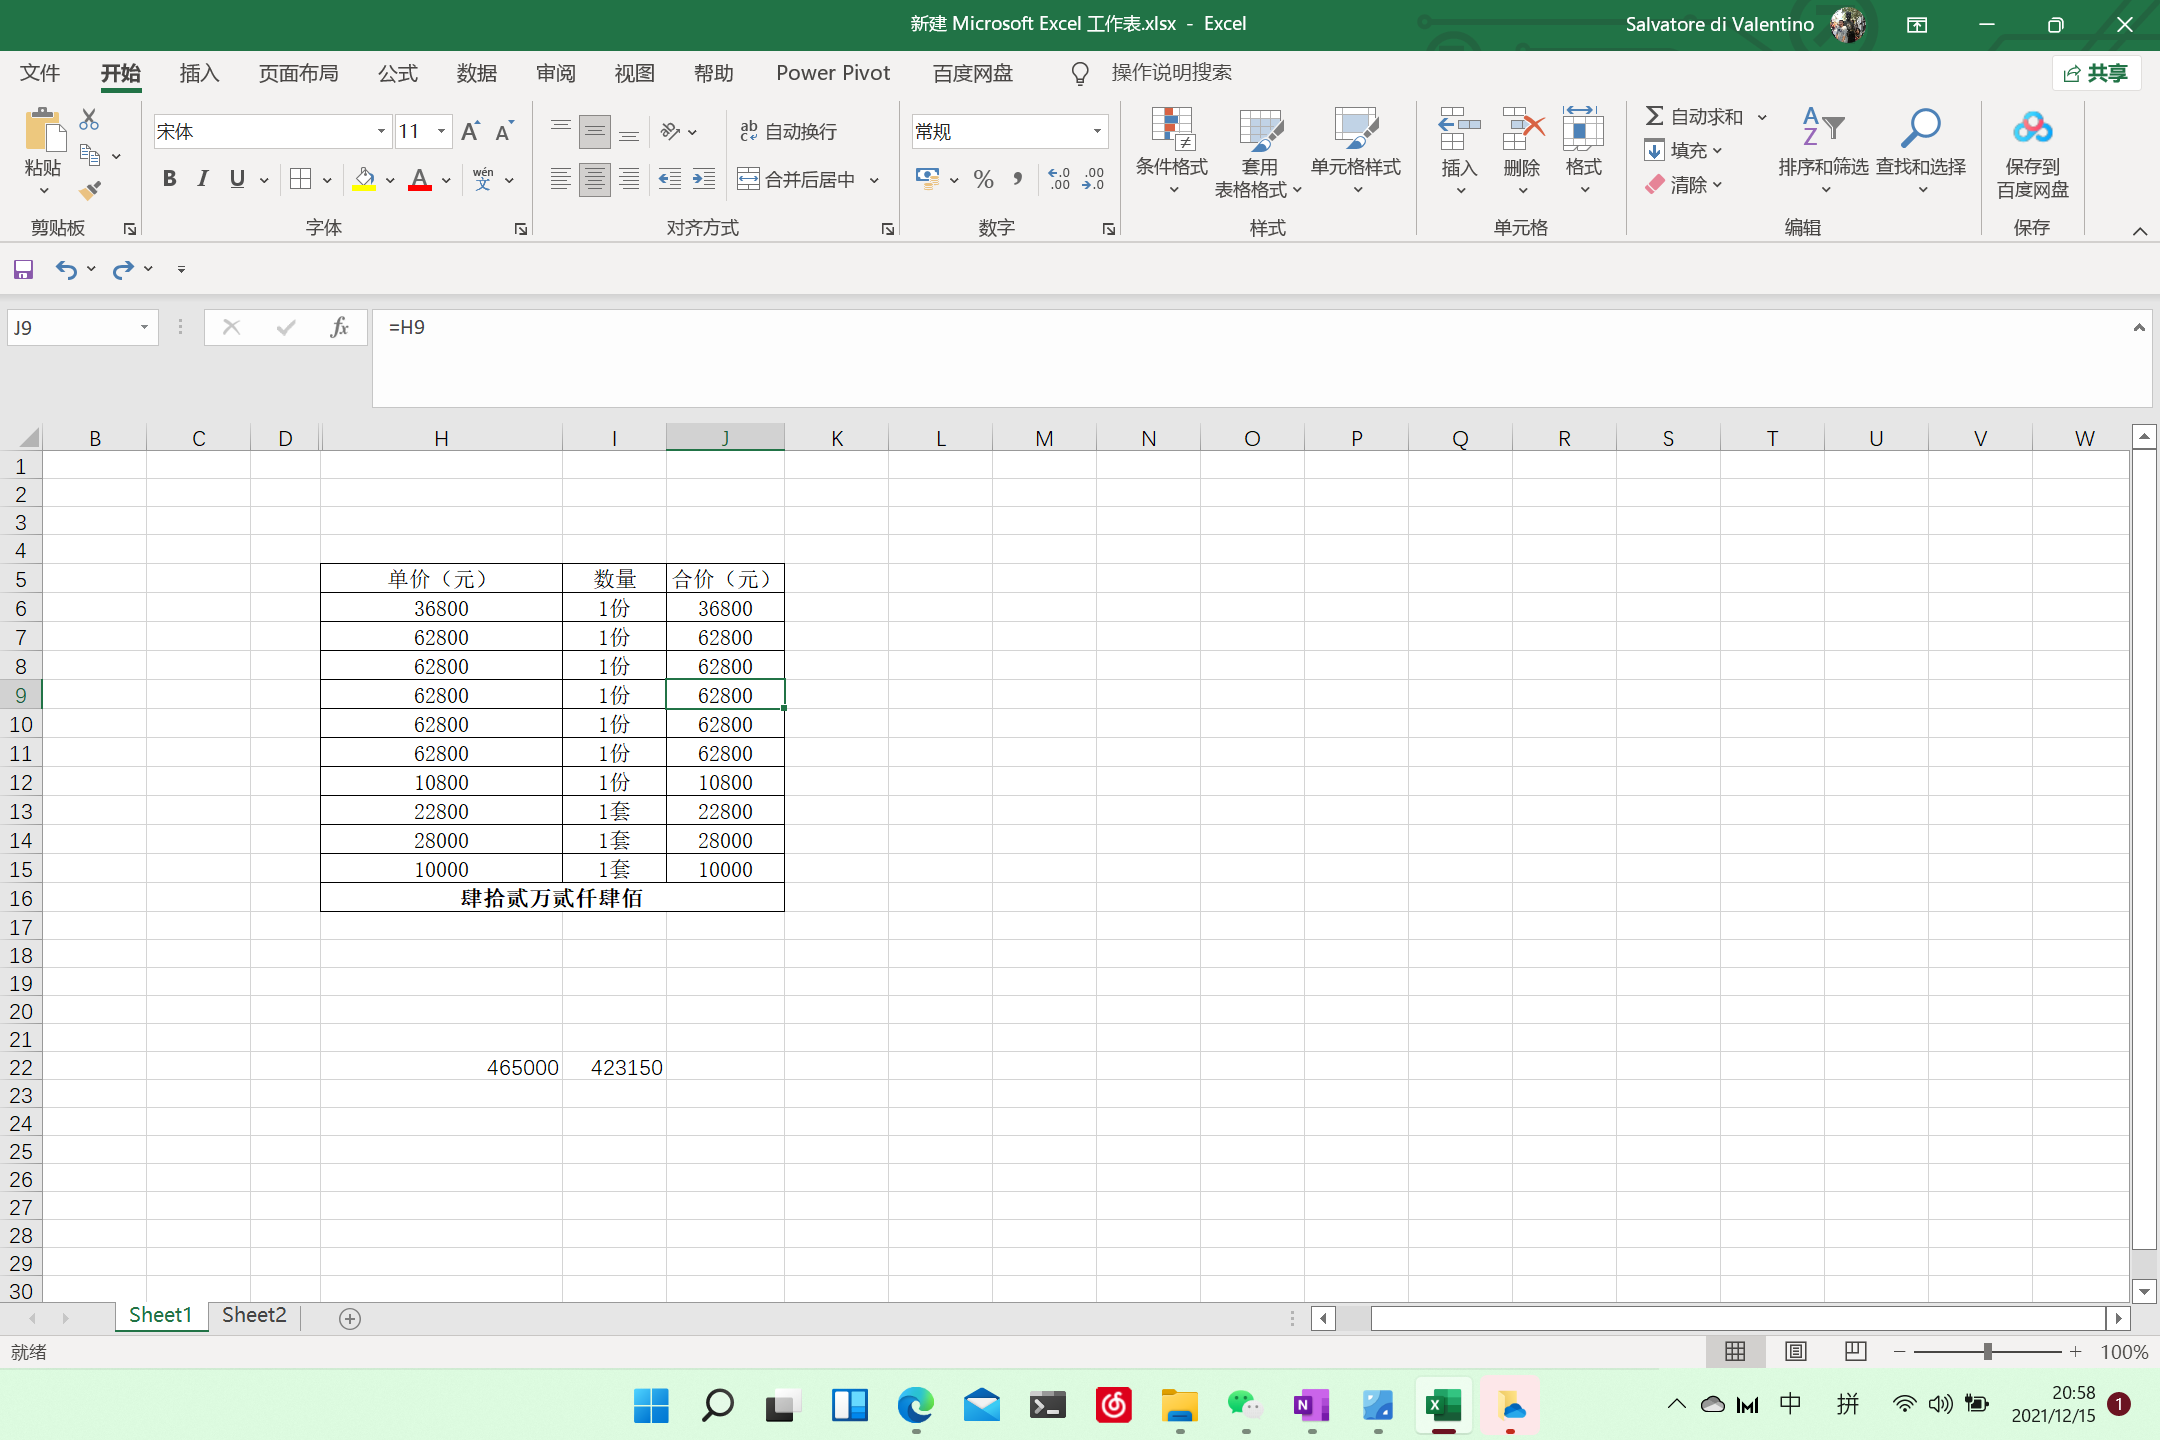 新建 Microsoft Excel 工作表.xlsx - Excel
Salvatore di Valentino
文件 开始 插入 页面布局 公式 数据 审阅 视图 帮助 Power Pivot 百度网盘 操作说明搜索
共享
宋体 11 自动换行 常规
粘贴 合并后居中
条件格式 套用 表格格式 单元格样式 插入 删除 格式
自动求和
填充
清除
排序和筛选 查找和选择 保存到 百度网盘
剪贴板 字体 对齐方式 数字 样式 单元格 编辑 保存
J9 fx =H9
B C D H I J K L M N O P Q R S T U V W
1
2
3
4
5 单价（元） 数量 合价（元）
6 36800 1份 36800
7 62800 1份 62800
8 62800 1份 62800
9 62800 1份 62800
10 62800 1份 62800
11 62800 1份 62800
12 10800 1份 10800
13 22800 1套 22800
14 28000 1套 28000
15 10000 1套 10000
16 肆拾贰万贰仟肆佰
17
18
19
20
21
22 465000 423150
23
24
25
26
27
28
29
30
Sheet1 Sheet2
就绪
100%
中 拼
20:58
2021/12/15
1